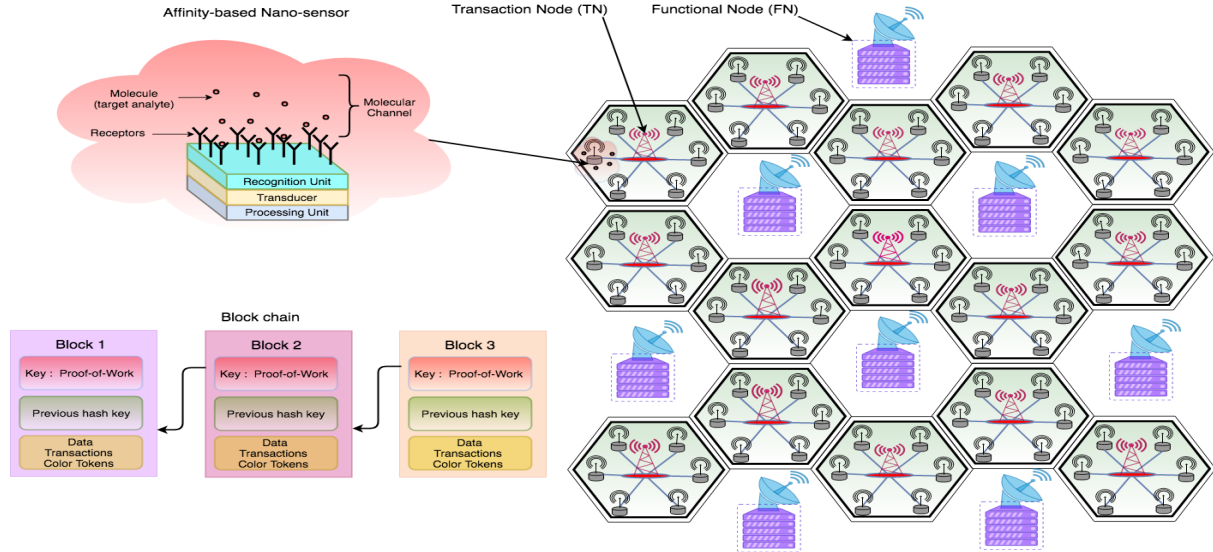 Affinity-based Nano-sensor
Transaction Node (TN)
Functional Node (FN)
Molecule
(target analyte)
Molecular
Channel
Receptors
Recognition Unit
Transducer
Processing Unit
Block chain
Block 1
Key : Proof-of-Work
Previous hash key
Data
Transactions
Color Tokens
Block 2
Key : Proof-of-Work
Previous hash key
Data
Transactions
Color Tokens
Block 3
Key : Proof-of-Work
Previous hash key
Data
Transactions
Color Tokens